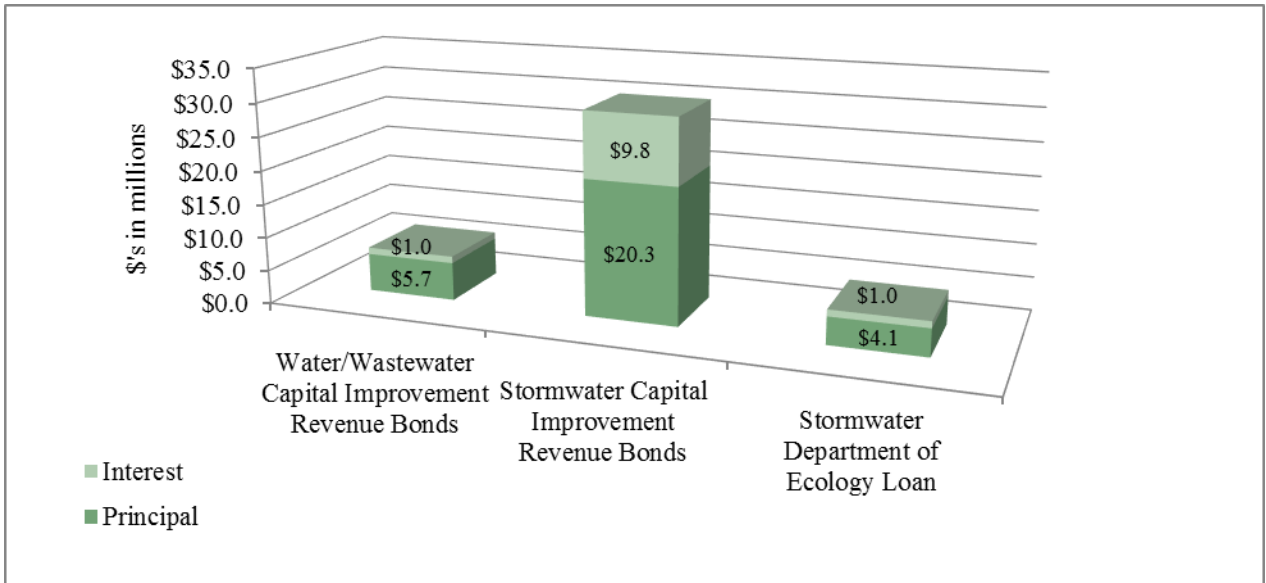 $'s in millions
$35.0
$30.0
$25.0
$20.0
$15.0
$10.0
$5.0
$0.0
$1.0
$5.7
$9.8
$20.3
$1.0
$4.1
Water/Wastewater
Capital Improvement
Revenue Bonds
Stormwater Capital
Improvement
Revenue Bonds
Stormwater
Department of
Ecology Loan
Interest
Principal